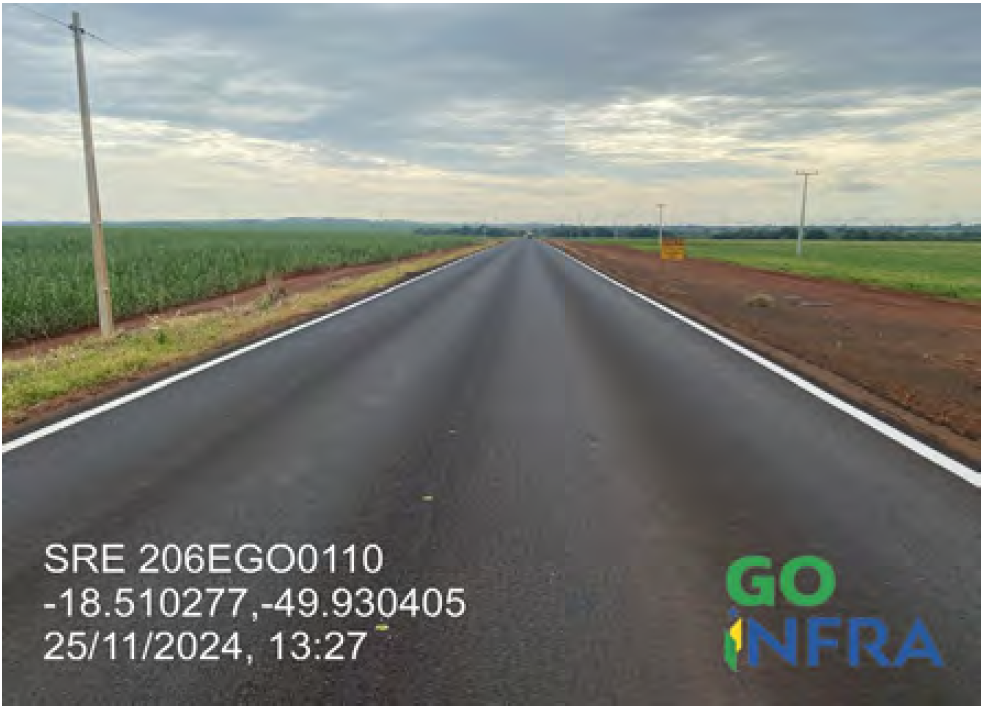 SRE 206EGO0110
-18.510277,-49.930405
25/11/2024, 13:27
GO
INFRA